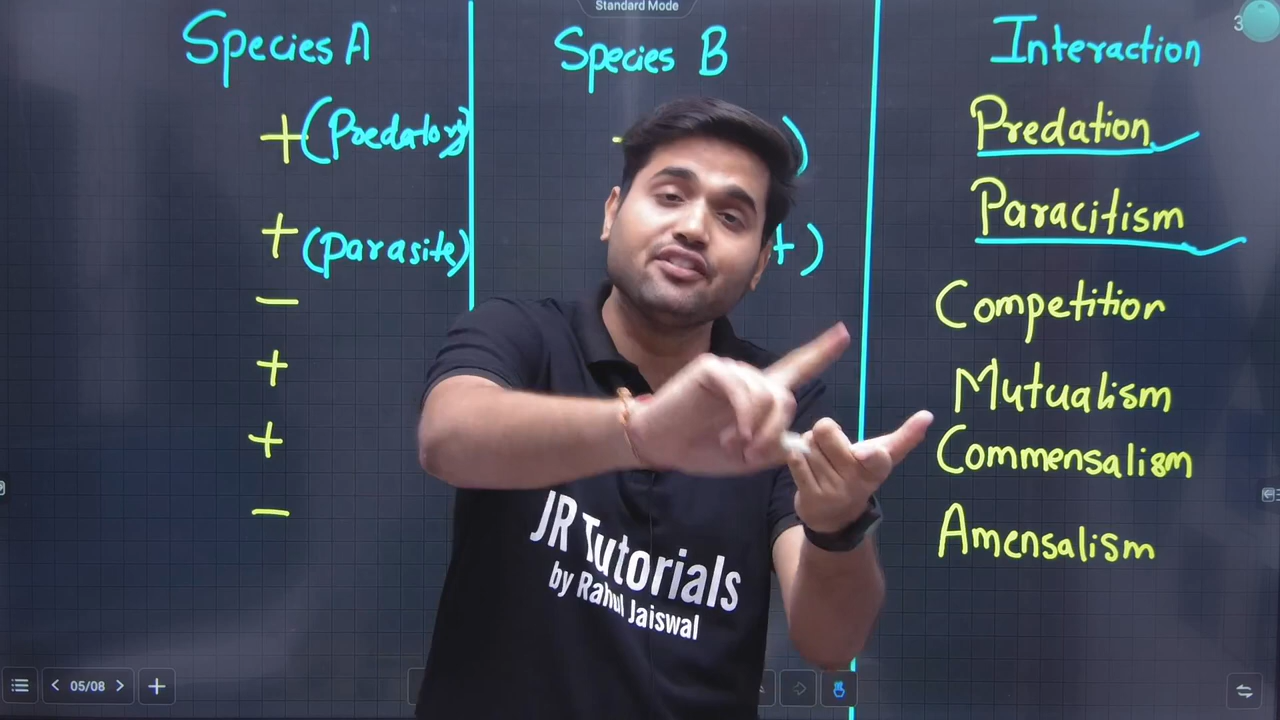 Standard Mode
3
Species A
Species B
Interaction
+ (Predatory)
)
Predation
+ (Parasite)
t)
Paracitism
−
Competition
+
Mutualism
+
Commensalism
−
Amensalism
JR Tutorials
by Rahul Jaiswal
05/08